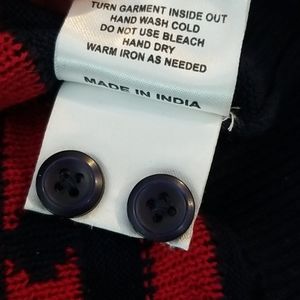 TURN GARMENT INSIDE OUT
HAND WASH COLD
DO NOT USE BLEACH
HAND DRY
WARM IRON AS NEEDED
MADE IN INDIA